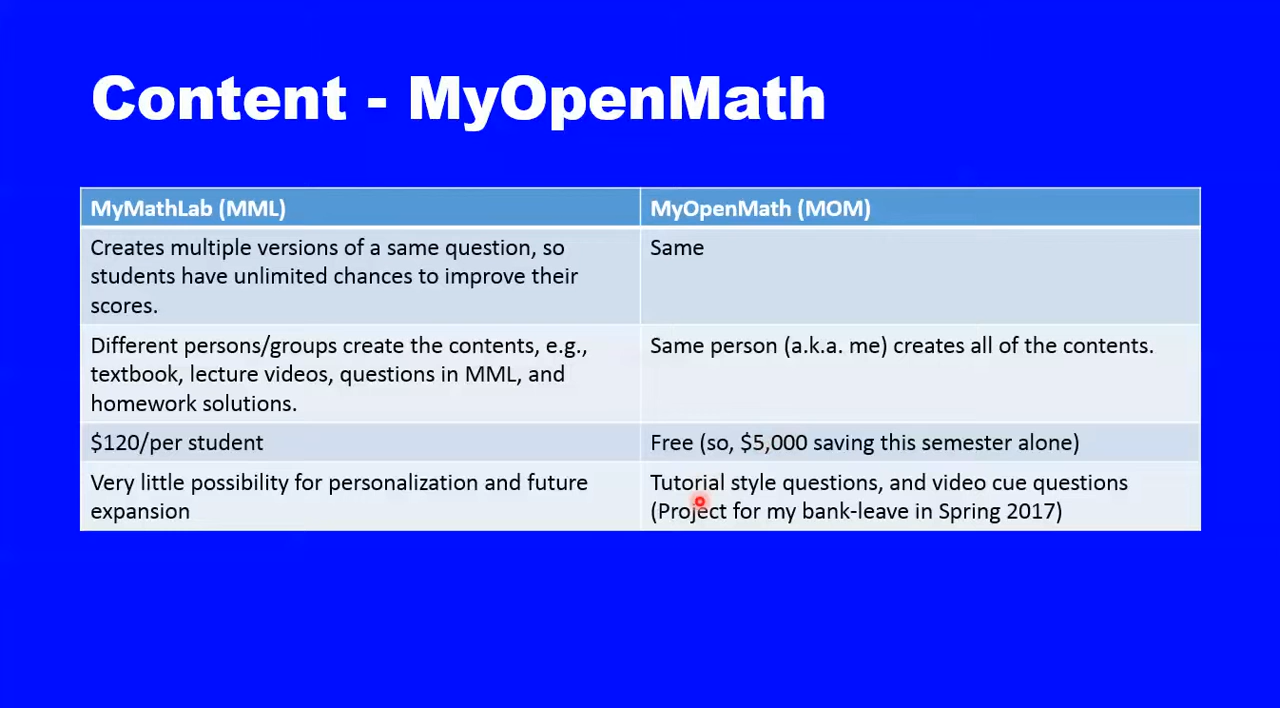 Content - MyOpenMath
MyMathLab (MML)
MyOpenMath (MOM)
Creates multiple versions of a same question, so
students have unlimited chances to improve their
scores.
Same
Different persons/groups create the contents, e.g.,
textbook, lecture videos, questions in MML, and
homework solutions.
Same person (a.k.a. me) creates all of the contents.
$120/per student
Free (so, $5,000 saving this semester alone)
Very little possibility for personalization and future
expansion
Tutorial style questions, and video cue questions
(Project for my bank-leave in Spring 2017)